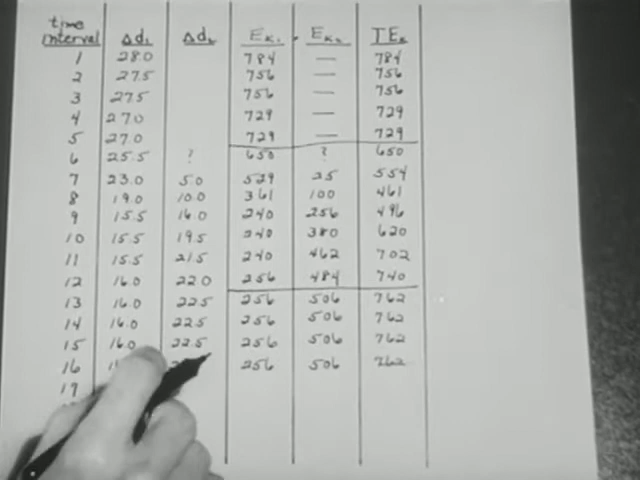 time interval Δd₁ Δd₂ Eₖ₁ Eₖ₂ TEₖ
1 28.0 784 — 784
2 27.5 756 — 756
3 27.5 756 — 756
4 27.0 729 — 729
5 27.0 729 — 729
6 25.5 ? 650 ? 650
7 23.0 5.0 529 25 554
8 19.0 10.0 361 100 461
9 15.5 16.0 240 256 496
10 15.5 19.5 240 380 620
11 15.5 21.5 240 462 702
12 16.0 22.0 256 484 740
13 16.0 22.5 256 506 762
14 16.0 22.5 256 506 762
15 16.0 22.5 256 506 762
16 256 506 762
17